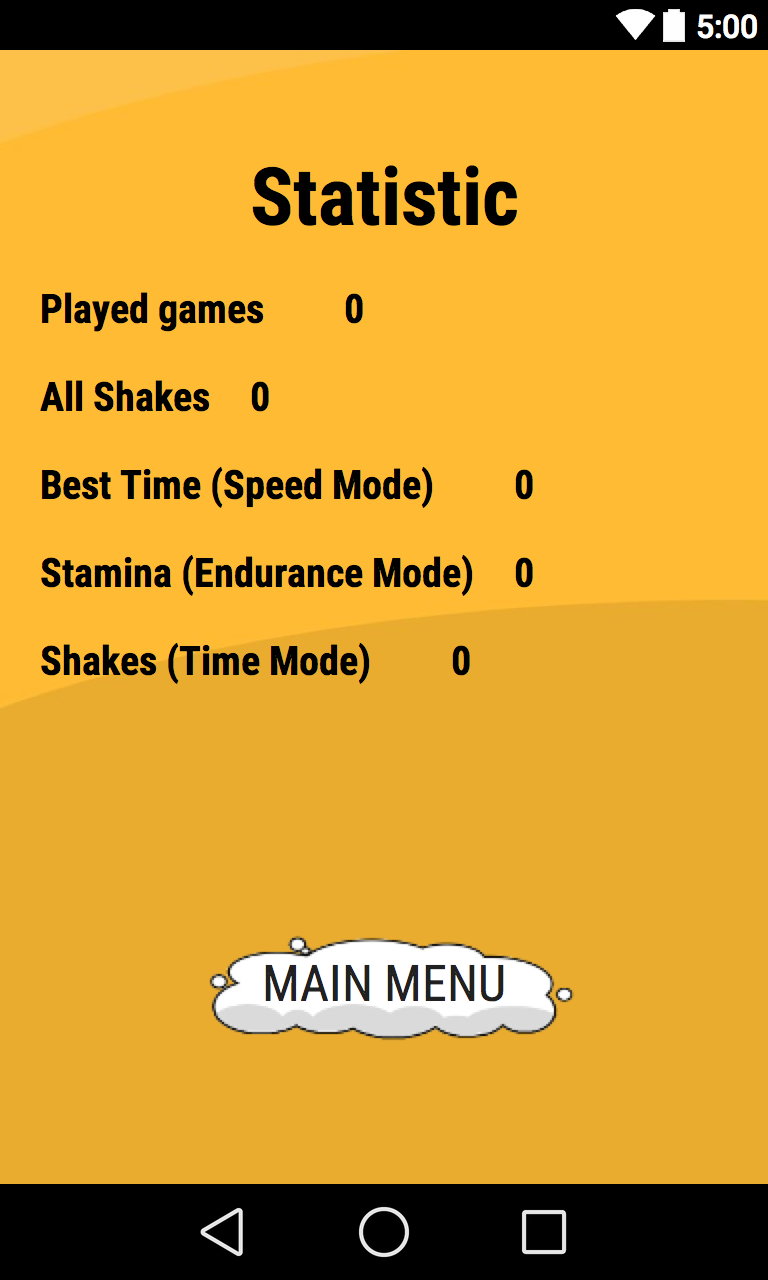 5:00
Statistic
Played games 0
All Shakes 0
Best Time (Speed Mode) 0
Stamina (Endurance Mode) 0
Shakes (Time Mode) 0
MAIN MENU